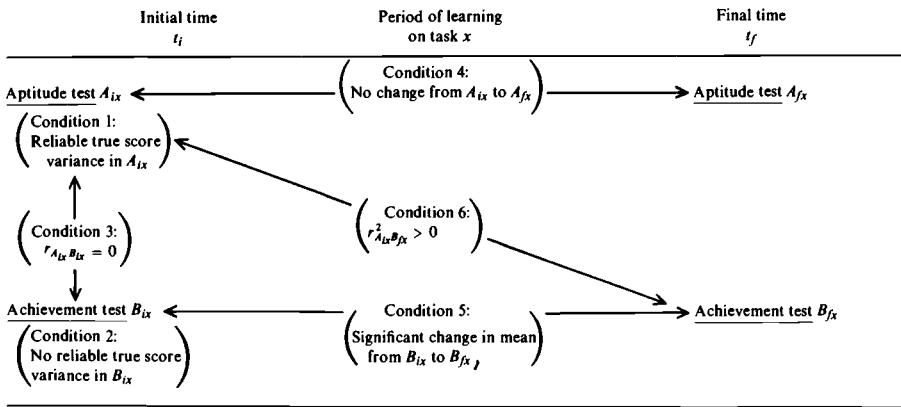 Initial time
t_i
Period of learning
on task x
Final time
t_f
Condition 4:
No change from A_ix to A_fx
Aptitude test A_ix
Aptitude test A_fx
Condition 1:
Reliable true score
variance in A_ix
Condition 3:
r_{A_ix B_ix} = 0
Condition 6:
r²_{A_ix B_fx} > 0
Achievement test B_ix
Achievement test B_fx
Condition 5:
Significant change in mean
from B_ix to B_fx
Condition 2:
No reliable true score
variance in B_ix